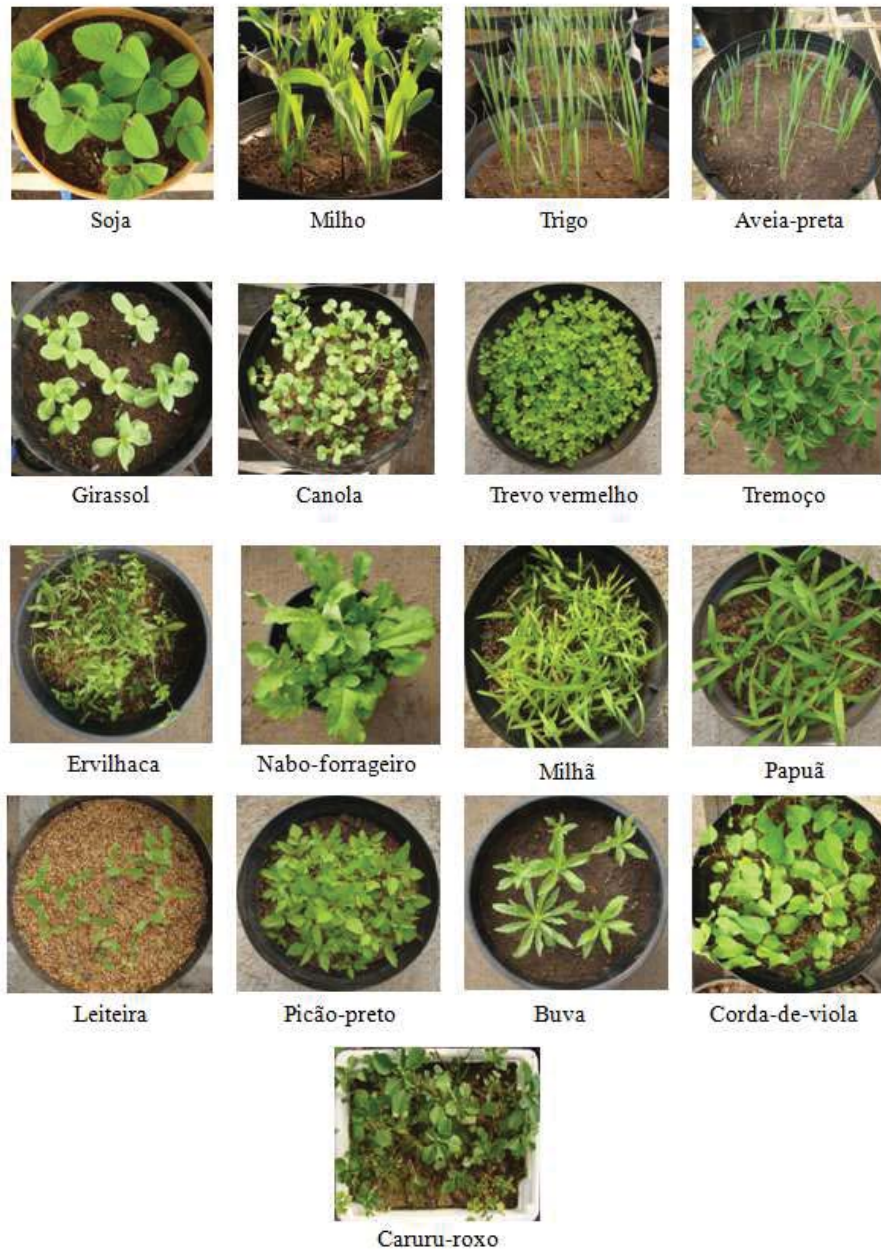 Soja Milho Trigo Aveia-preta
Girassol Canola Trevo vermelho Tremoço
Ervilhaca Nabo-forrageiro Milhã Papuã
Leiteira Picão-preto Buva Corda-de-viola
Caruru-roxo